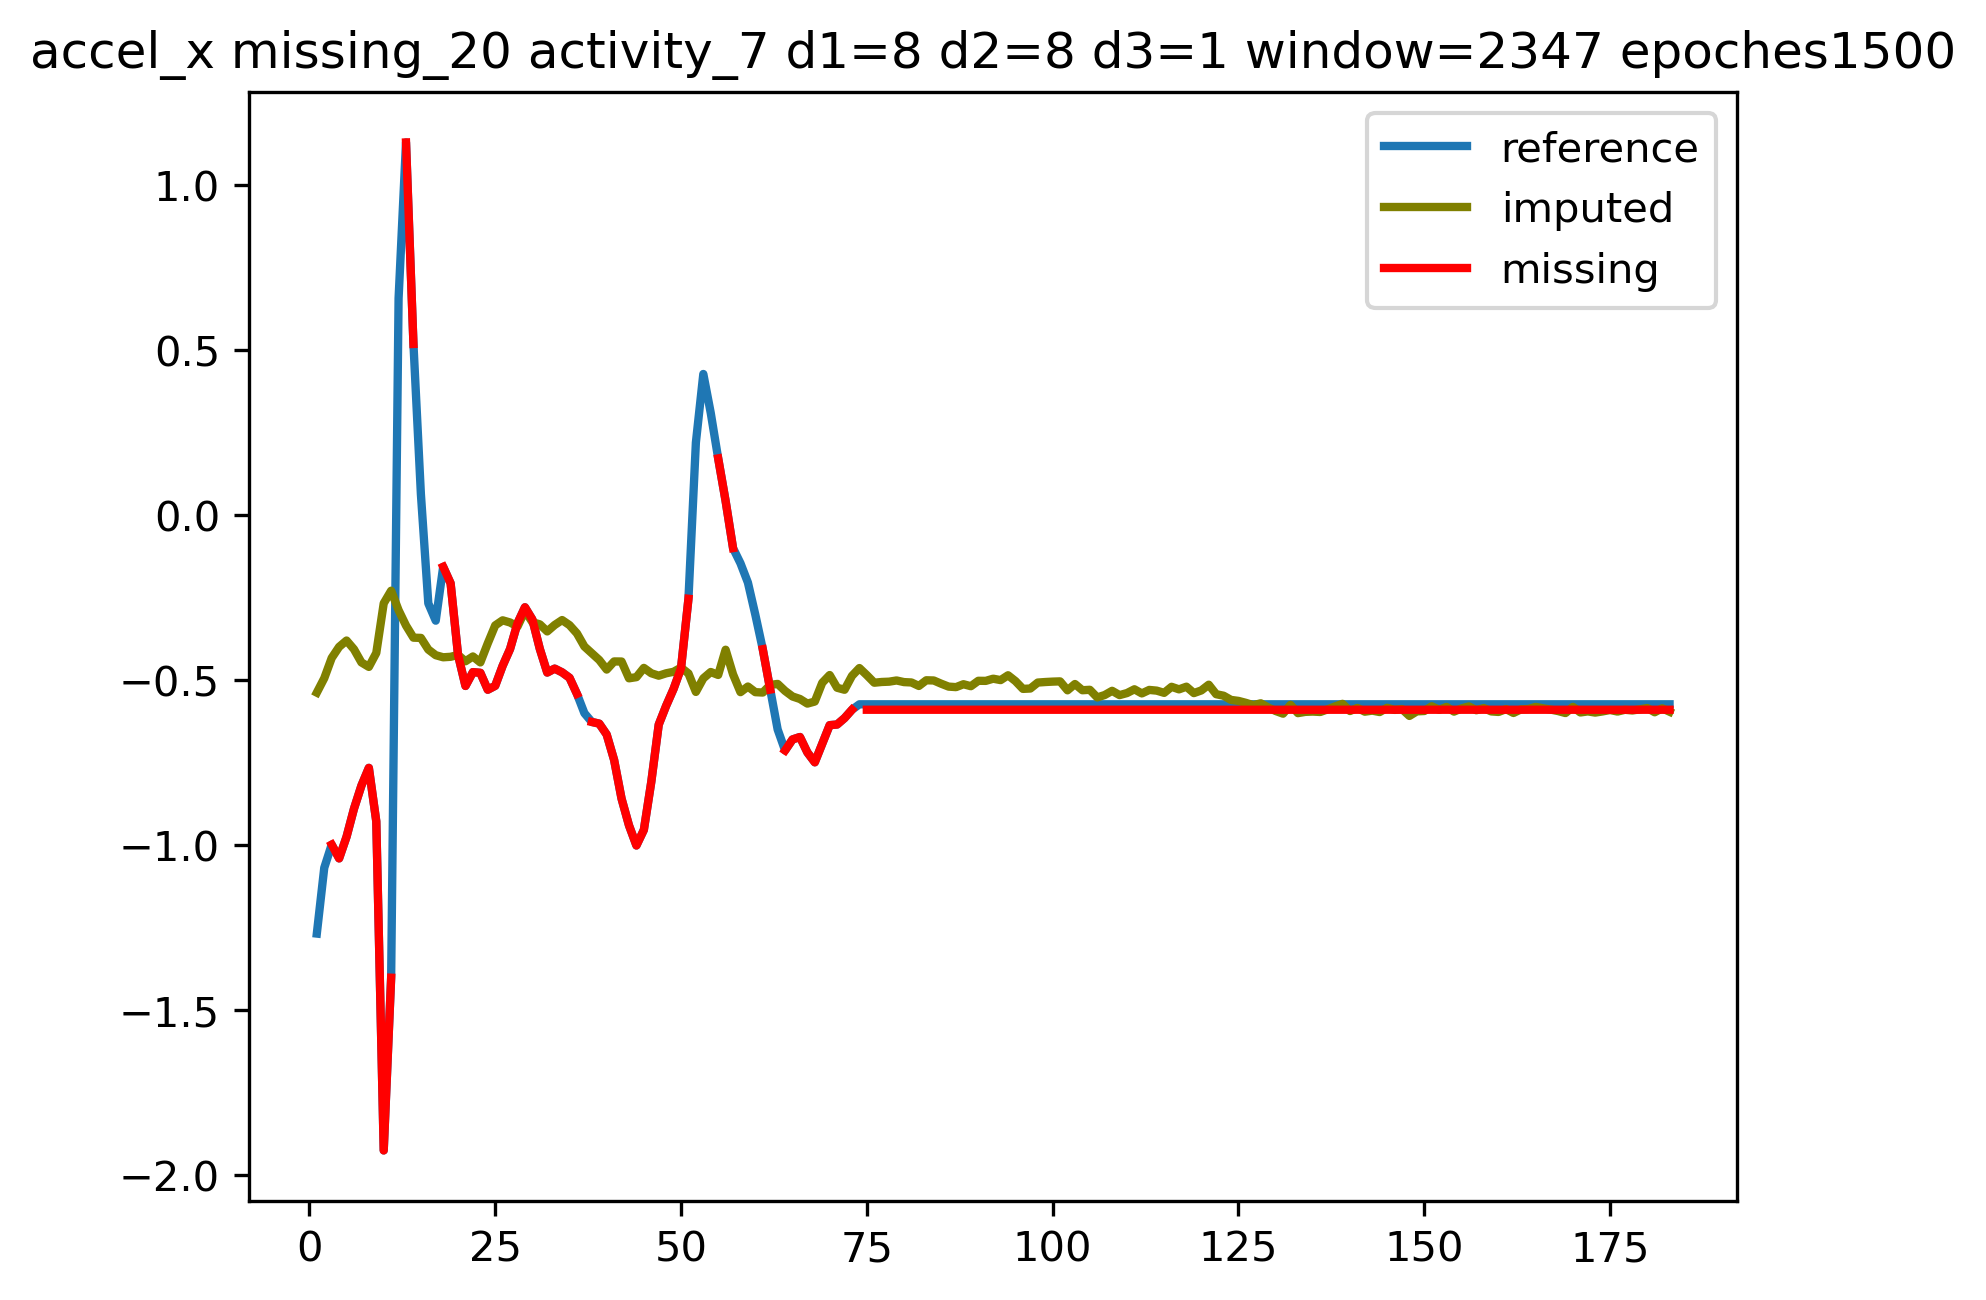 accel_x missing_20 activity_7 d1=8 d2=8 d3=1 window=2347 epoches1500
reference
imputed
missing
1.0
0.5
0.0
−0.5
−1.0
−1.5
−2.0
0 25 50 75 100 125 150 175